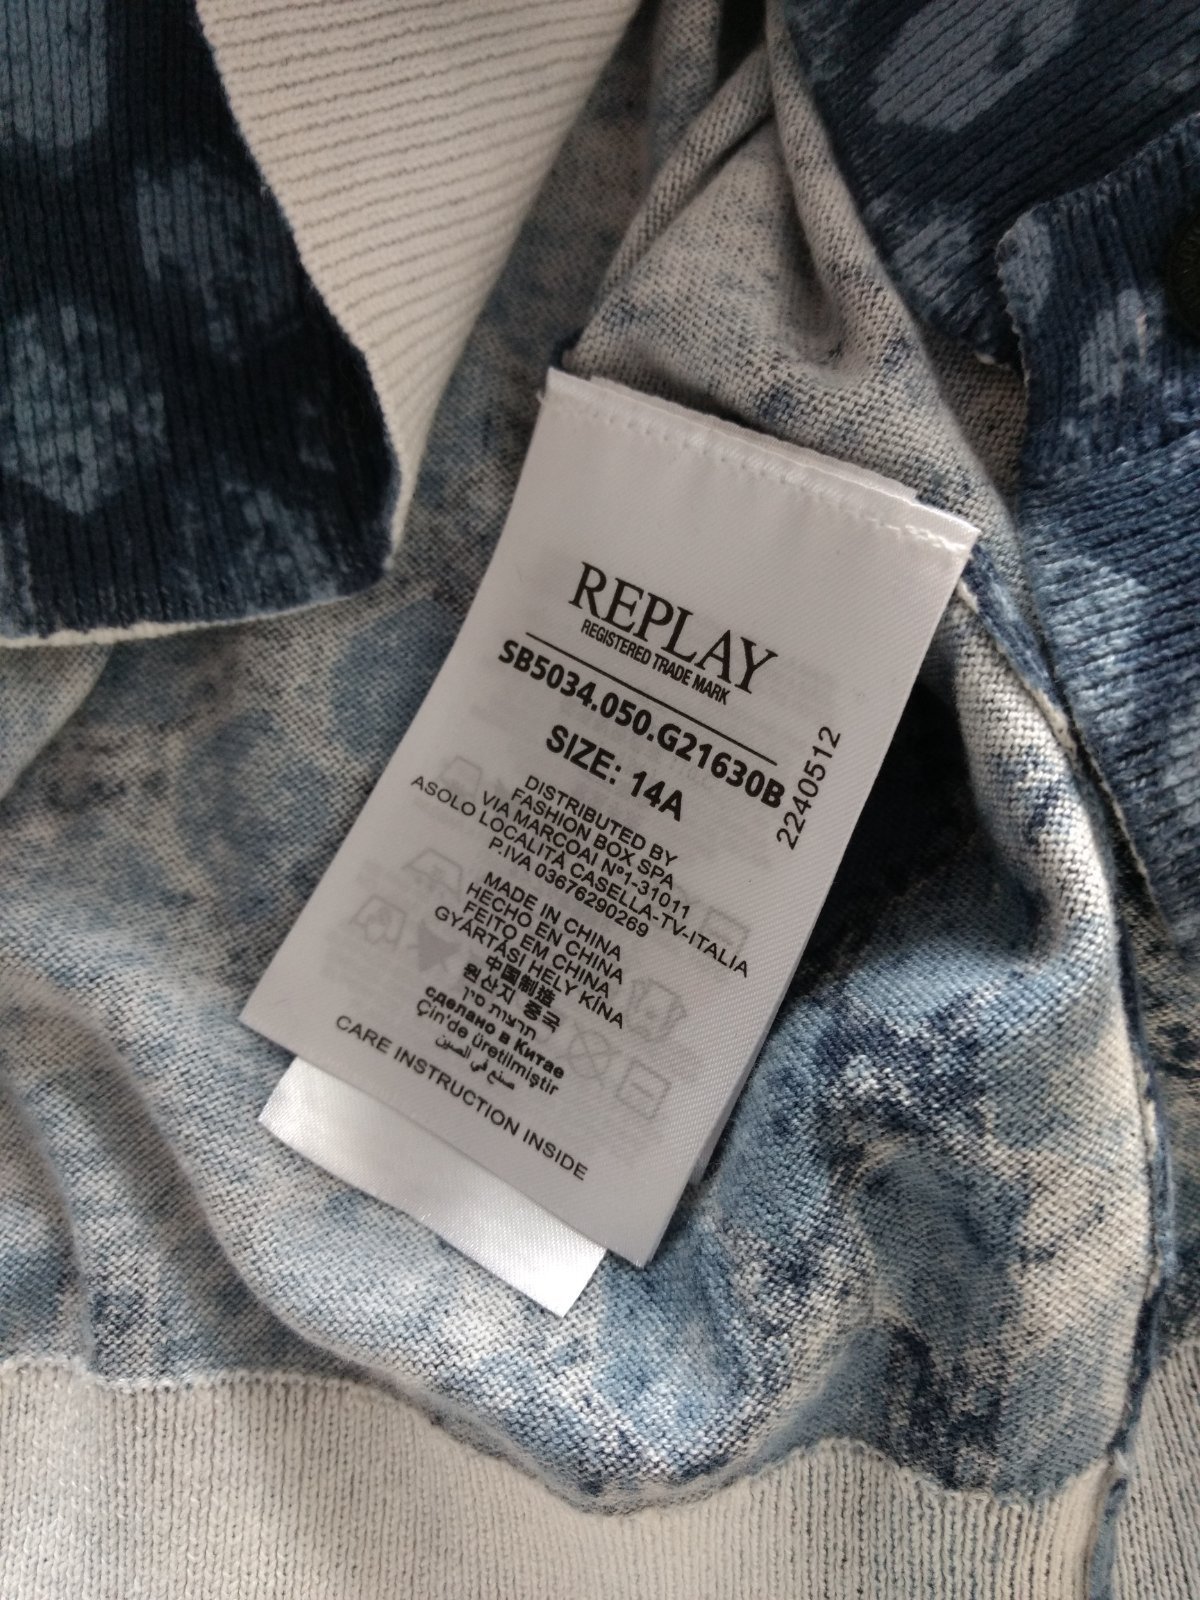 REPLAY
REGISTERED TRADE MARK
SB5034.050.G21630B
SIZE: 14A
2240512
DISTRIBUTED BY
FASHION BOX SPA
VIA MARCOAI N°1-31011
ASOLO LOCALITÀ CASELLA-TV-ITALIA
P.IVA 03676290269
MADE IN CHINA
HECHO EN CHINA
FEITO EM CHINA
GYÁRTÁSI HELY KÍNA
中国制造
원산지 중국
תרצות סין
сделано в Китае
Çin'de üretilmiştir
صنع في الصين
CARE INSTRUCTION INSIDE